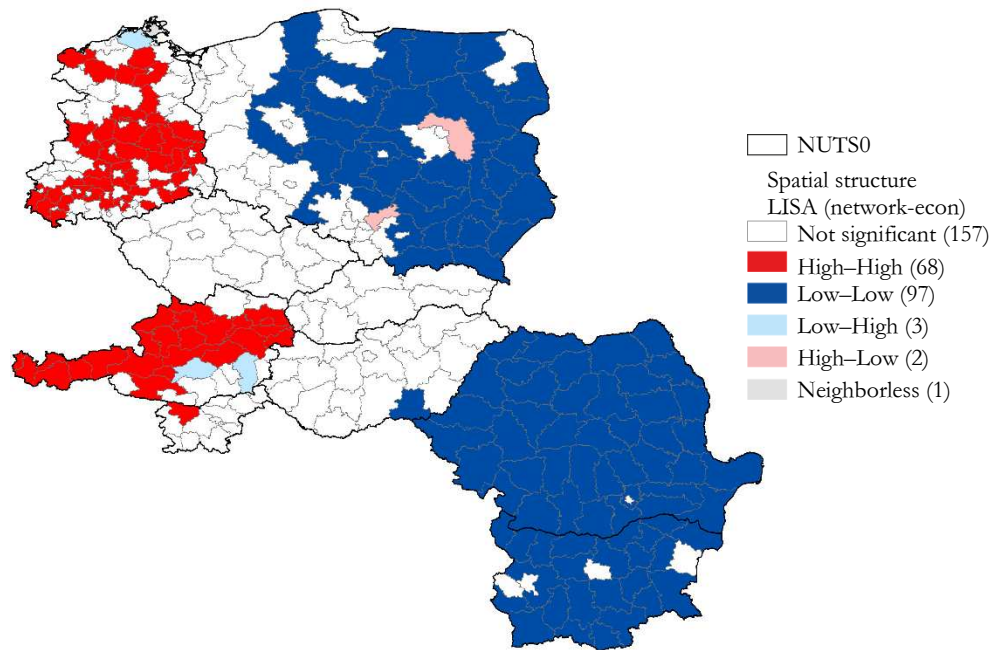 NUTS0
Spatial structure
LISA (network-econ)
Not significant (157)
High–High (68)
Low–Low (97)
Low–High (3)
High–Low (2)
Neighborless (1)